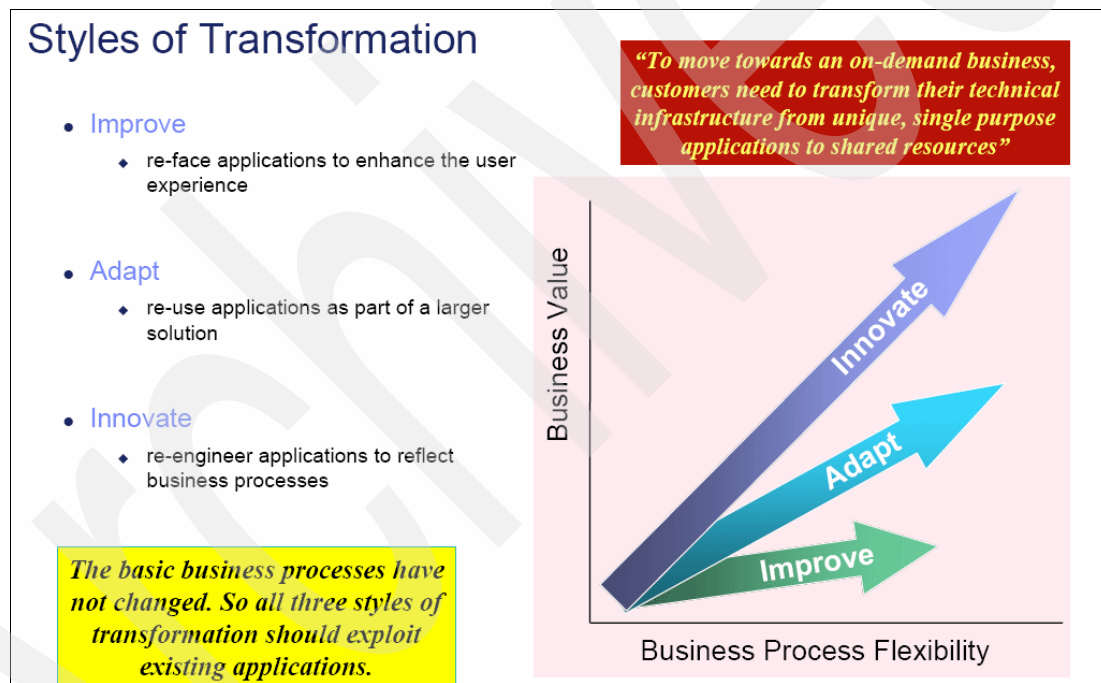 Styles of Transformation
“To move towards an on-demand business,
customers need to transform their technical
infrastructure from unique, single purpose
applications to shared resources”
• Improve
re-face applications to enhance the user
experience
• Adapt
re-use applications as part of a larger
solution
• Innovate
re-engineer applications to reflect
business processes
The basic business processes have
not changed. So all three styles of
transformation should exploit
existing applications.
Business Value
Innovate
Adapt
Improve
Business Process Flexibility